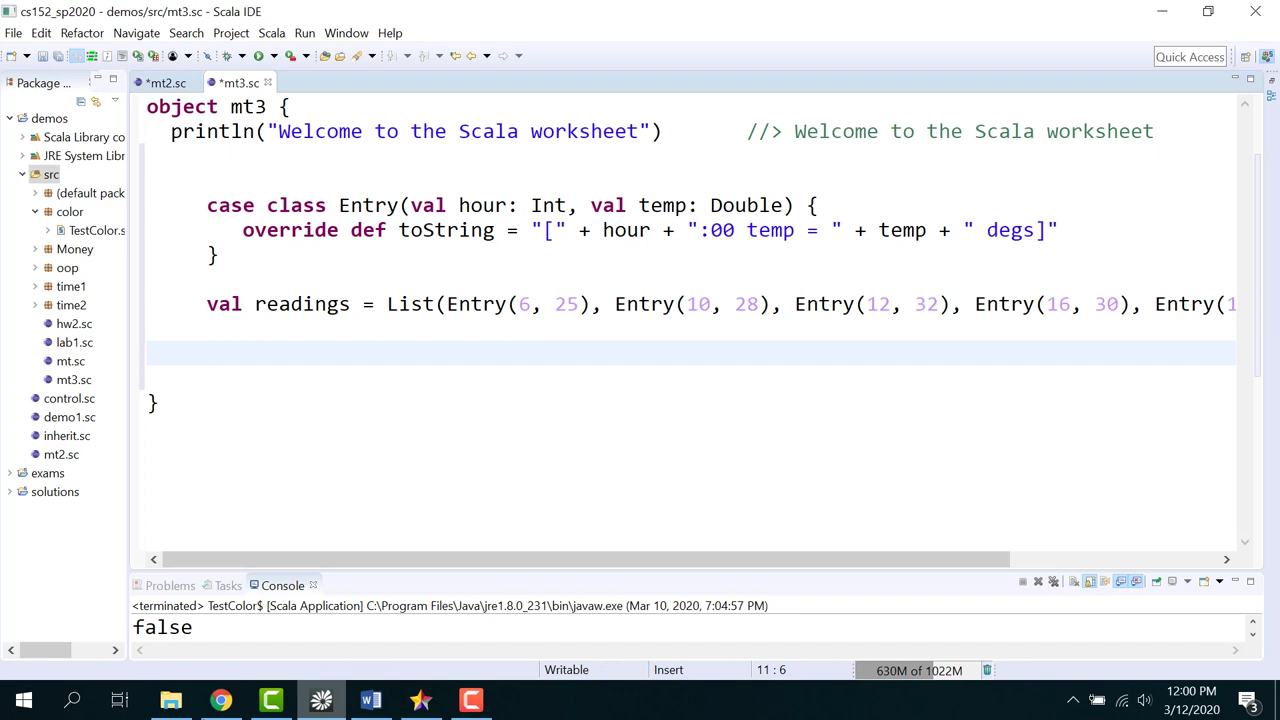 cs152_sp2020 - demos/src/mt3.sc - Scala IDE
File Edit Refactor Navigate Search Project Scala Run Window Help
Quick Access
Package ...
*mt2.sc
*mt3.sc
demos
Scala Library co
JRE System Libr
src
(default pack
color
TestColor.s
Money
oop
time1
time2
hw2.sc
lab1.sc
mt.sc
mt3.sc
control.sc
demo1.sc
inherit.sc
mt2.sc
exams
solutions
object mt3 {
println("Welcome to the Scala worksheet") //> Welcome to the Scala worksheet
case class Entry(val hour: Int, val temp: Double) {
override def toString = "[" + hour + ":00 temp = " + temp + " degs]"
}
val readings = List(Entry(6, 25), Entry(10, 28), Entry(12, 32), Entry(16, 30), Entry(1
}
Problems Tasks Console
<terminated> TestColor$ [Scala Application] C:\Program Files\Java\jre1.8.0_231\bin\javaw.exe (Mar 10, 2020, 7:04:57 PM)
false
Writable Insert 11 : 6 630M of 1022M
12:00 PM
3/12/2020
3